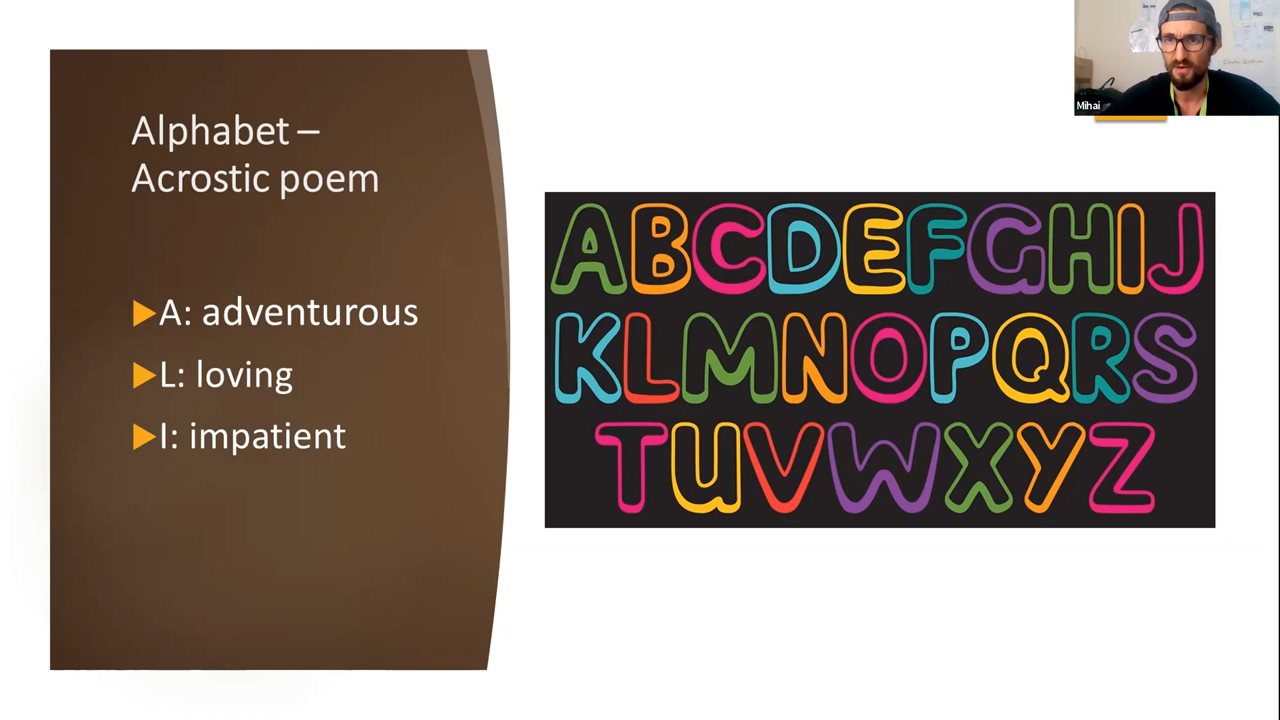 Alphabet –
Acrostic poem
A: adventurous
L: loving
I: impatient
ABCDEFGHIJ
KLMNOPQRS
TUVWXYZ
Mihai